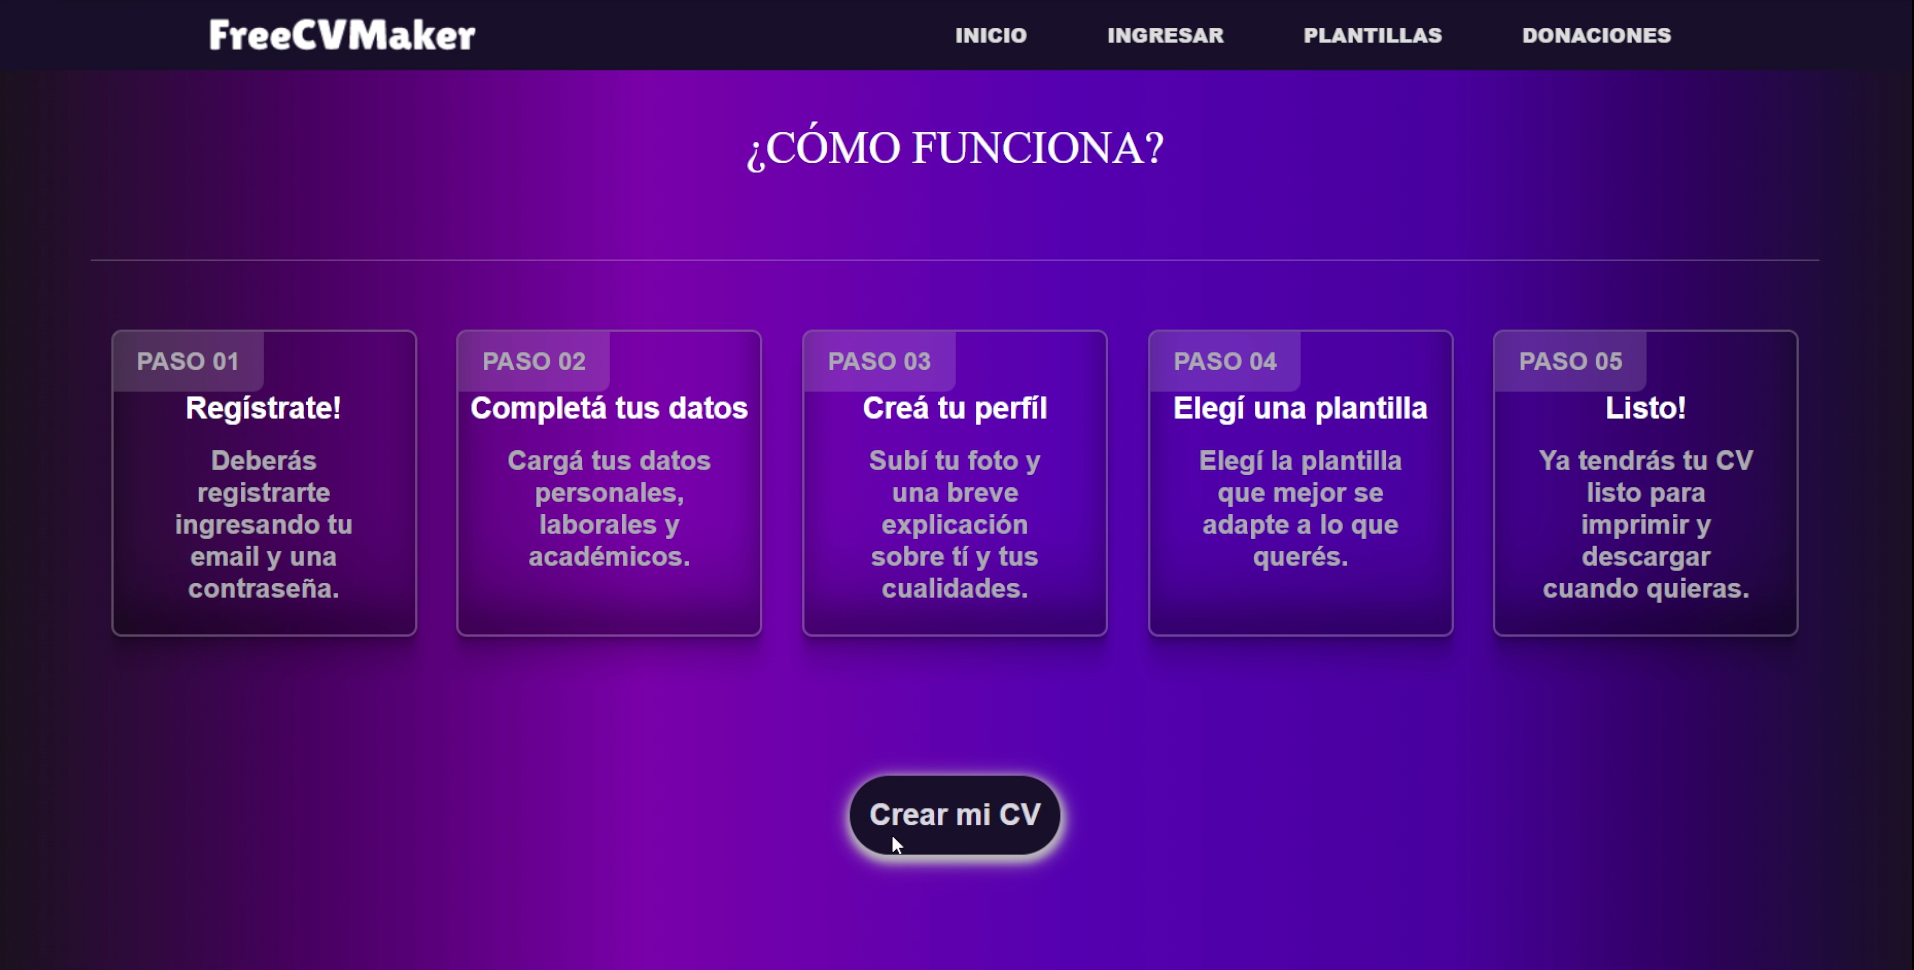 FreeCVMaker
INICIO
INGRESAR
PLANTILLAS
DONACIONES
¿CÓMO FUNCIONA?
PASO 01
Regístrate!
Deberás
registrarte
ingresando tu
email y una
contraseña.
PASO 02
Completá tus datos
Cargá tus datos
personales,
laborales y
académicos.
PASO 03
Creá tu perfíl
Subí tu foto y
una breve
explicación
sobre tí y tus
cualidades.
PASO 04
Elegí una plantilla
Elegí la plantilla
que mejor se
adapte a lo que
querés.
PASO 05
Listo!
Ya tendrás tu CV
listo para
imprimir y
descargar
cuando quieras.
Crear mi CV